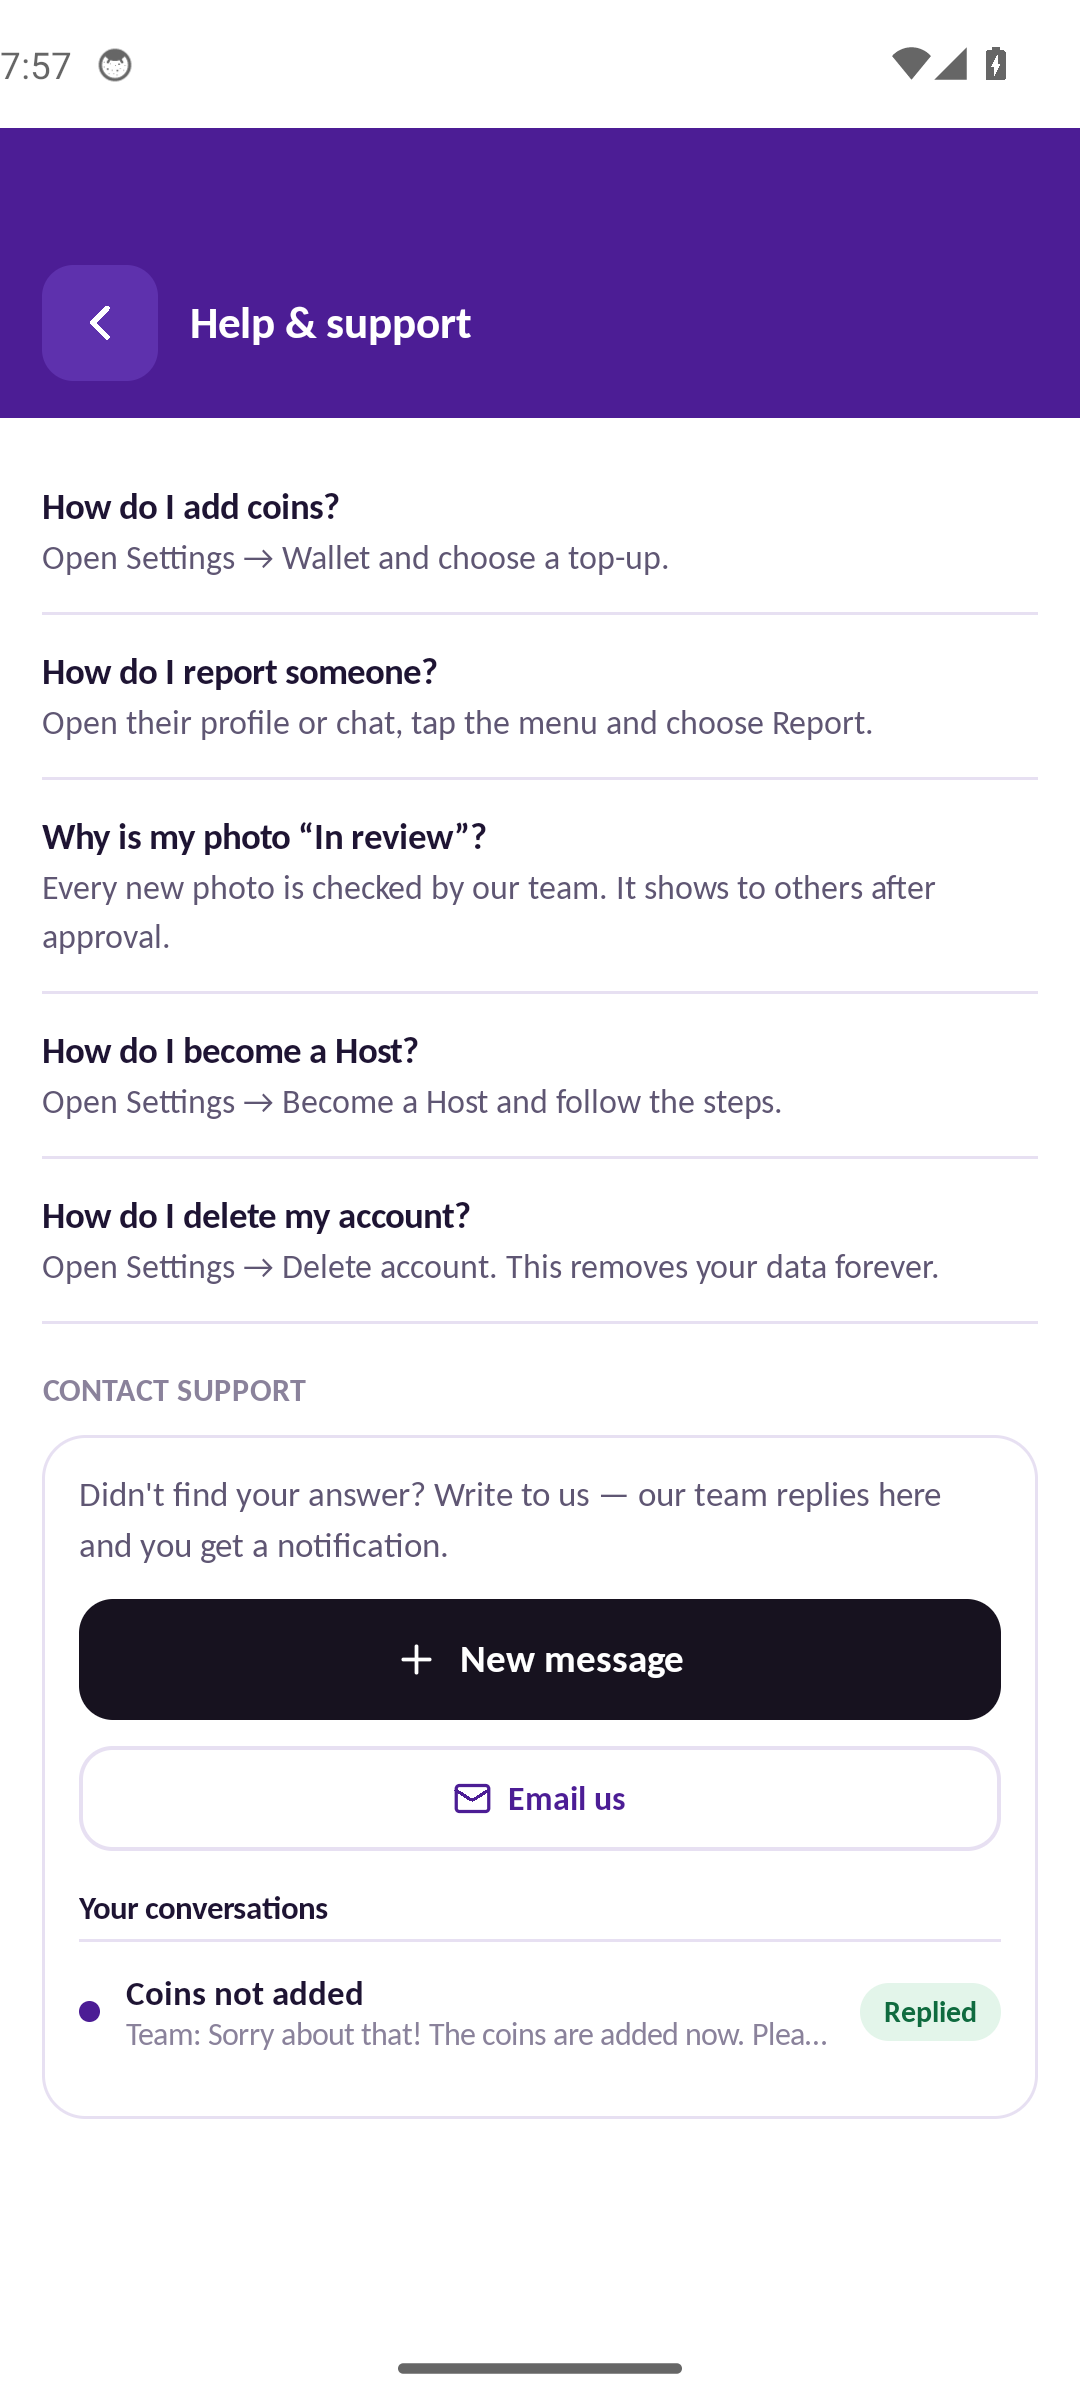 7:57
Help & support
How do I add coins?
Open Settings → Wallet and choose a top-up.
How do I report someone?
Open their profile or chat, tap the menu and choose Report.
Why is my photo “In review”?
Every new photo is checked by our team. It shows to others after
approval.
How do I become a Host?
Open Settings → Become a Host and follow the steps.
How do I delete my account?
Open Settings → Delete account. This removes your data forever.
CONTACT SUPPORT
Didn't find your answer? Write to us — our team replies here
and you get a notification.
New message
Email us
Your conversations
Coins not added
Team: Sorry about that! The coins are added now. Plea...
Replied